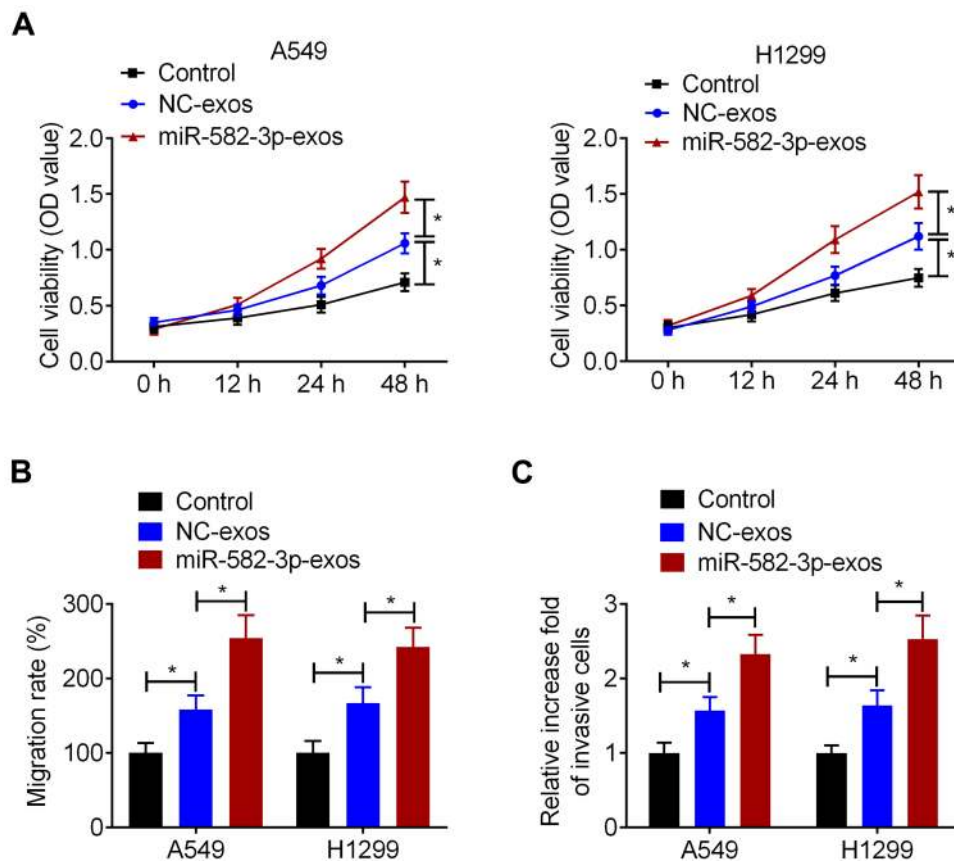 A
A549
Control
NC-exos
miR-582-3p-exos
Cell viability (OD value)
2.0
1.5
1.0
0.5
0.0
0 h 12 h 24 h 48 h
*
*
H1299
Control
NC-exos
miR-582-3p-exos
Cell viability (OD value)
2.0
1.5
1.0
0.5
0.0
0 h 12 h 24 h 48 h
*
*
B
Control
NC-exos
miR-582-3p-exos
Migration rate (%)
300
200
100
0
*
*
*
*
A549 H1299
C
Control
NC-exos
miR-582-3p-exos
Relative increase fold
of invasive cells
3
2
1
0
*
*
*
*
A549 H1299